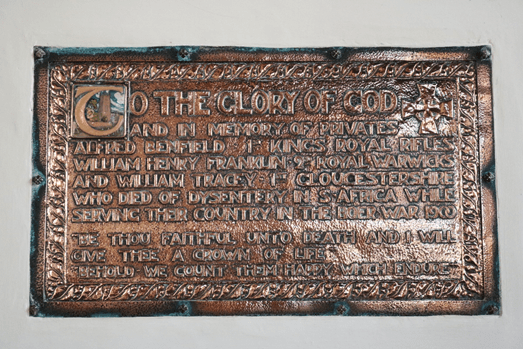 TO THE GLORY OF GOD
AND IN MEMORY OF PRIVATES
ALFRED BENFIELD, 1st KINGS ROYAL RIFLES
WILLIAM HENRY FRANKLIN, 2nd ROYAL WARWICKS
AND WILLIAM TRACEY, 1st GLOUCESTERSHIRE
WHO DIED OF DYSENTERY IN S·AFRICA WHILE
SERVING THEIR COUNTRY IN THE BOER WAR 1900
"BE THOU FAITHFUL UNTO DEATH AND I WILL
GIVE THEE A CROWN OF LIFE"
"BEHOLD WE COUNT THEM HAPPY WHICH ENDURE"